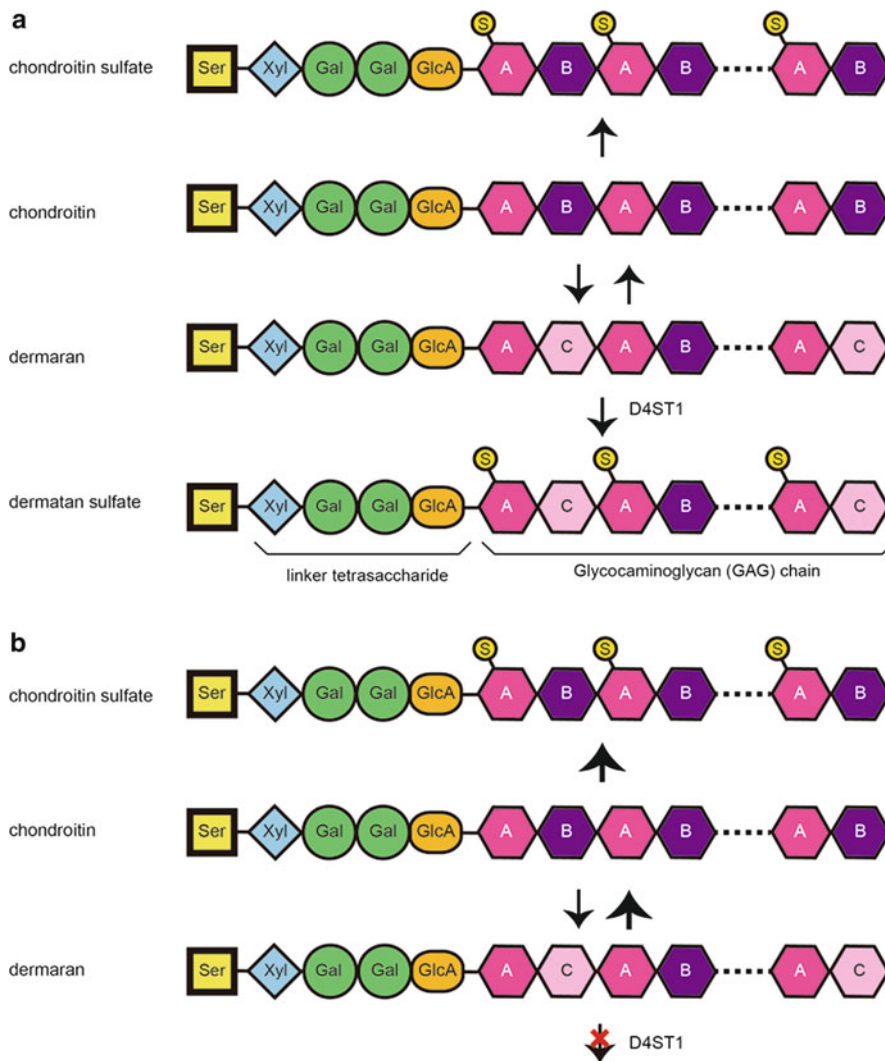 a
S S S
chondroitin sulfate Ser Xyl Gal Gal GlcA A B A B A B
chondroitin Ser Xyl Gal Gal GlcA A B A B A B
dermaran Ser Xyl Gal Gal GlcA A C A B A C
D4ST1
S S S
dermatan sulfate Ser Xyl Gal Gal GlcA A C A B A C
linker tetrasaccharide Glycocaminoglycan (GAG) chain
b
S S S
chondroitin sulfate Ser Xyl Gal Gal GlcA A B A B A B
chondroitin Ser Xyl Gal Gal GlcA A B A B A B
dermaran Ser Xyl Gal Gal GlcA A C A B A C
D4ST1